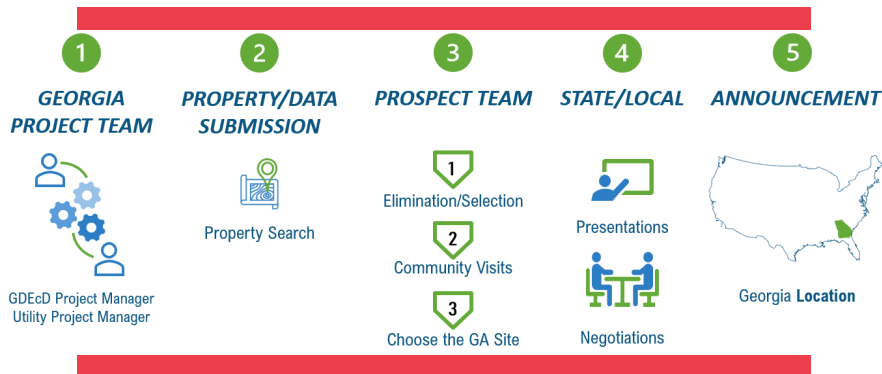 1
GEORGIA
PROJECT TEAM
GDEcD Project Manager
Utility Project Manager
2
PROPERTY/DATA
SUBMISSION
Property Search
3
PROSPECT TEAM
1
Elimination/Selection
2
Community Visits
3
Choose the GA Site
4
STATE/LOCAL
Presentations
Negotiations
5
ANNOUNCEMENT
Georgia Location